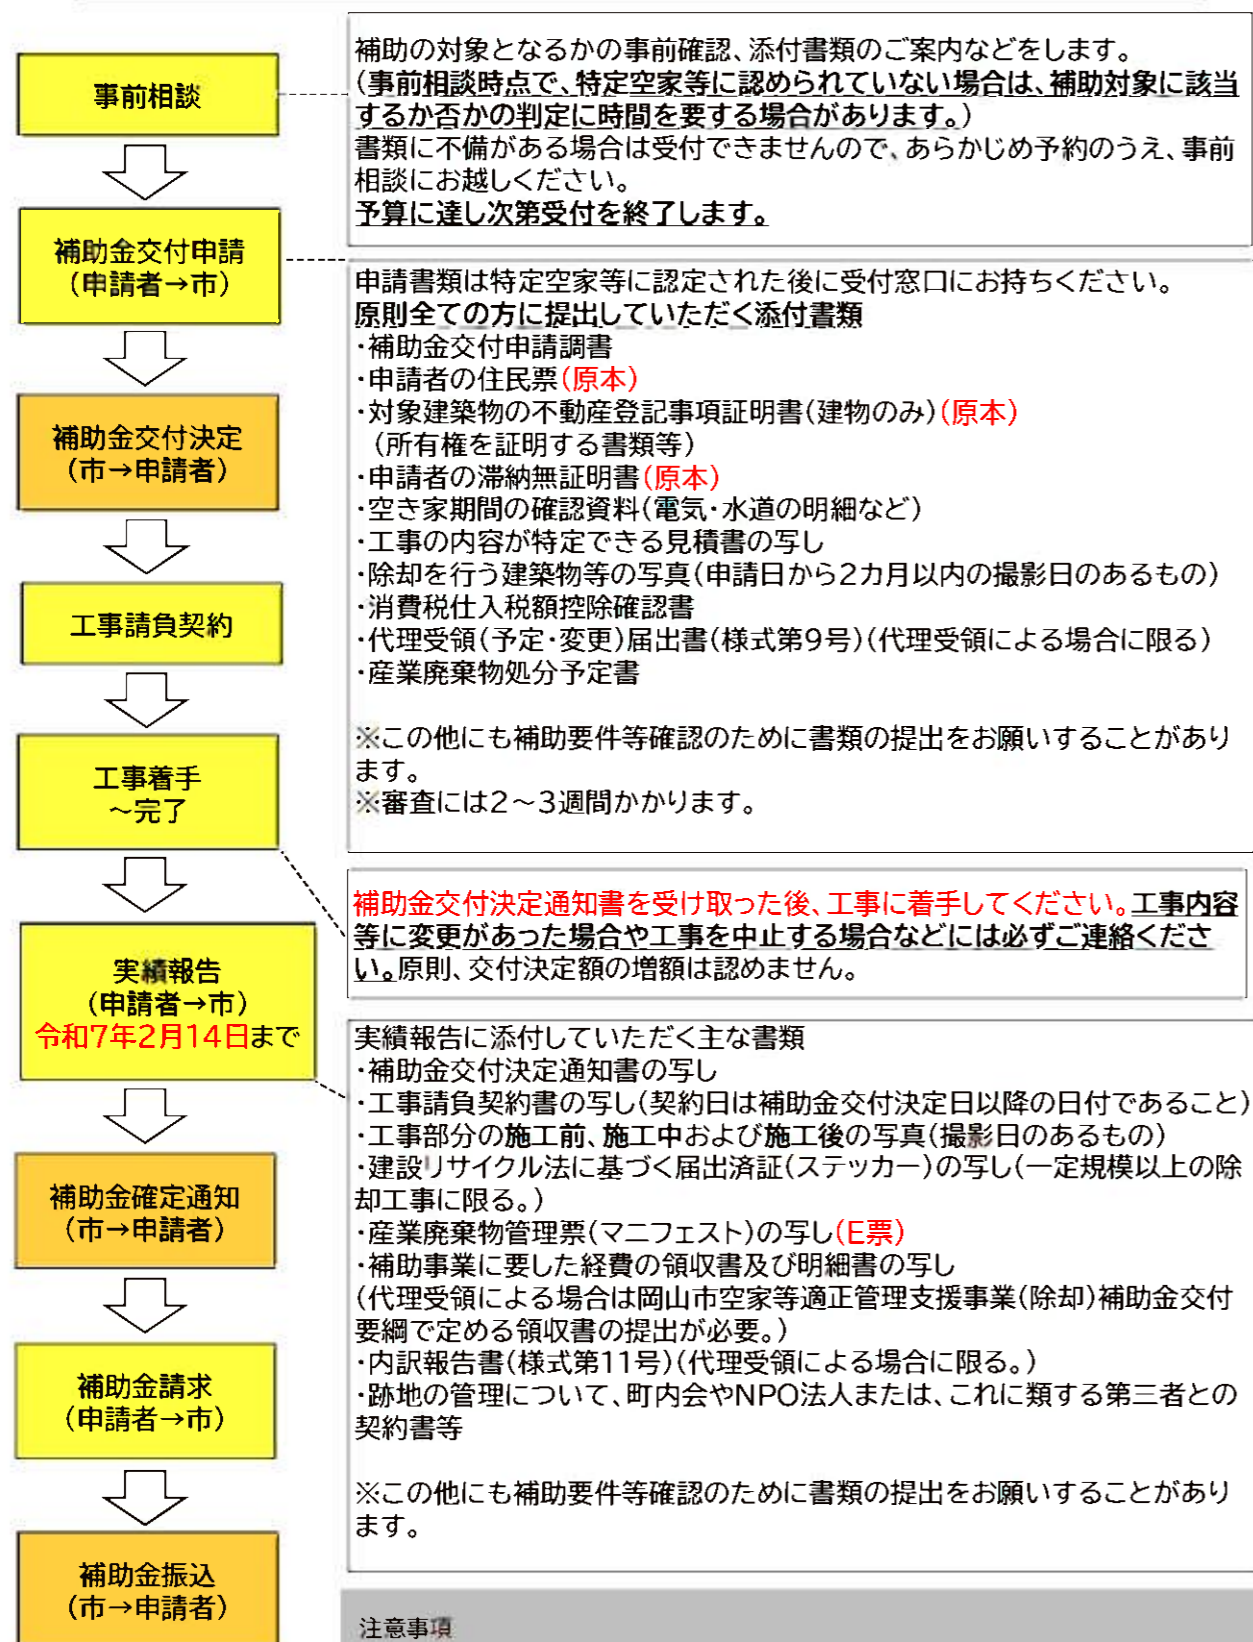 事前相談
補助の対象となるかの事前確認、添付書類のご案内などをします。
(事前相談時点で、特定空家等に認められていない場合は、補助対象に該当
するか否かの判定に時間を要する場合があります。)
書類に不備がある場合は受付できませんので、あらかじめ予約のうえ、事前
相談にお越しください。
予算に達し次第受付を終了します。
補助金交付申請
(申請者→市)
申請書類は特定空家等に認定された後に受付窓口にお持ちください。
原則全ての方に提出していただく添付書類
・補助金交付申請調書
・申請者の住民票(原本)
・対象建築物の不動産登記事項証明書(建物のみ)(原本)
(所有権を証明する書類等)
・申請者の滞納無証明書(原本)
・空き家期間の確認資料(電気・水道の明細など)
・工事の内容が特定できる見積書の写し
・除却を行う建築物等の写真(申請日から2カ月以内の撮影日のあるもの)
・消費税仕入税額控除確認書
・代理受領(予定・変更)届出書(様式第9号)(代理受領による場合に限る)
・産業廃棄物処分予定書
※この他にも補助要件等確認のために書類の提出をお願いすることがあり
ます。
※審査には2～3週間かかります。
補助金交付決定
(市→申請者)
工事請負契約
工事着手
～完了
補助金交付決定通知書を受け取った後、工事に着手してください。工事内容
等に変更があった場合や工事を中止する場合などには必ずご連絡くださ
い。原則、交付決定額の増額は認めません。
実績報告
(申請者→市)
令和7年2月14日まで
実績報告に添付していただく主な書類
・補助金交付決定通知書の写し
・工事請負契約書の写し(契約日は補助金交付決定日以降の日付であること)
・工事部分の施工前、施工中および施工後の写真(撮影日のあるもの)
・建設リサイクル法に基づく届出済証(ステッカー)の写し(一定規模以上の除
却工事に限る。)
・産業廃棄物管理票(マニフェスト)の写し(E票)
・補助事業に要した経費の領収書及び明細書の写し
(代理受領による場合は岡山市空家等適正管理支援事業(除却)補助金交付
要綱で定める領収書の提出が必要。)
・内訳報告書(様式第11号)(代理受領による場合に限る。)
・跡地の管理について、町内会やNPO法人または、これに類する第三者との
契約書等
※この他にも補助要件等確認のために書類の提出をお願いすることがあり
ます。
補助金確定通知
(市→申請者)
補助金請求
(申請者→市)
補助金振込
(市→申請者)
注意事項